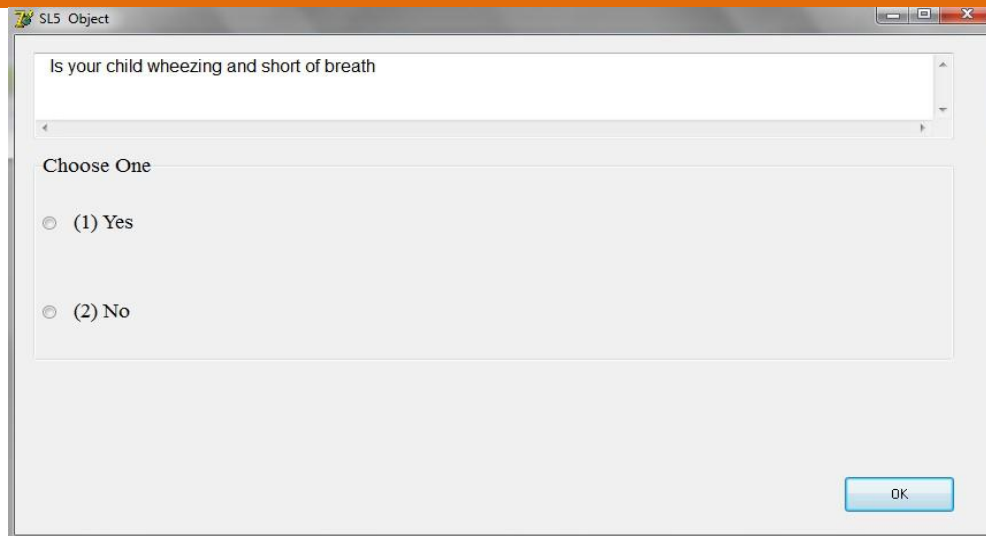 SL5 Object
Is your child wheezing and short of breath
Choose One
(1) Yes
(2) No
OK